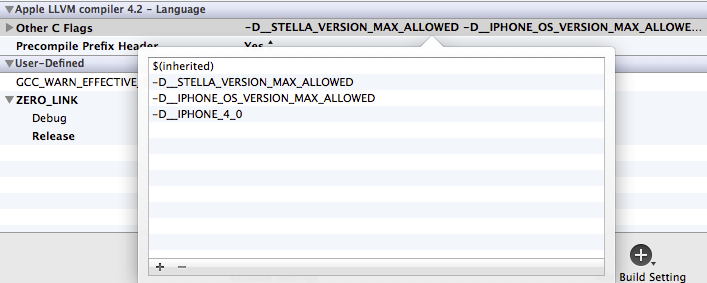 Apple LLVM compiler 4.2 - Language
Other C Flags -D__STELLA_VERSION_MAX_ALLOWED -D__IPHONE_OS_VERSION_MAX_ALLOWE...
Precompile Prefix Header Yes
User-Defined
GCC_WARN_EFFECTIVE_
ZERO_LINK
Debug
Release
$(inherited)
-D__STELLA_VERSION_MAX_ALLOWED
-D__IPHONE_OS_VERSION_MAX_ALLOWED
-D__IPHONE_4_0
+ −
Build Setting